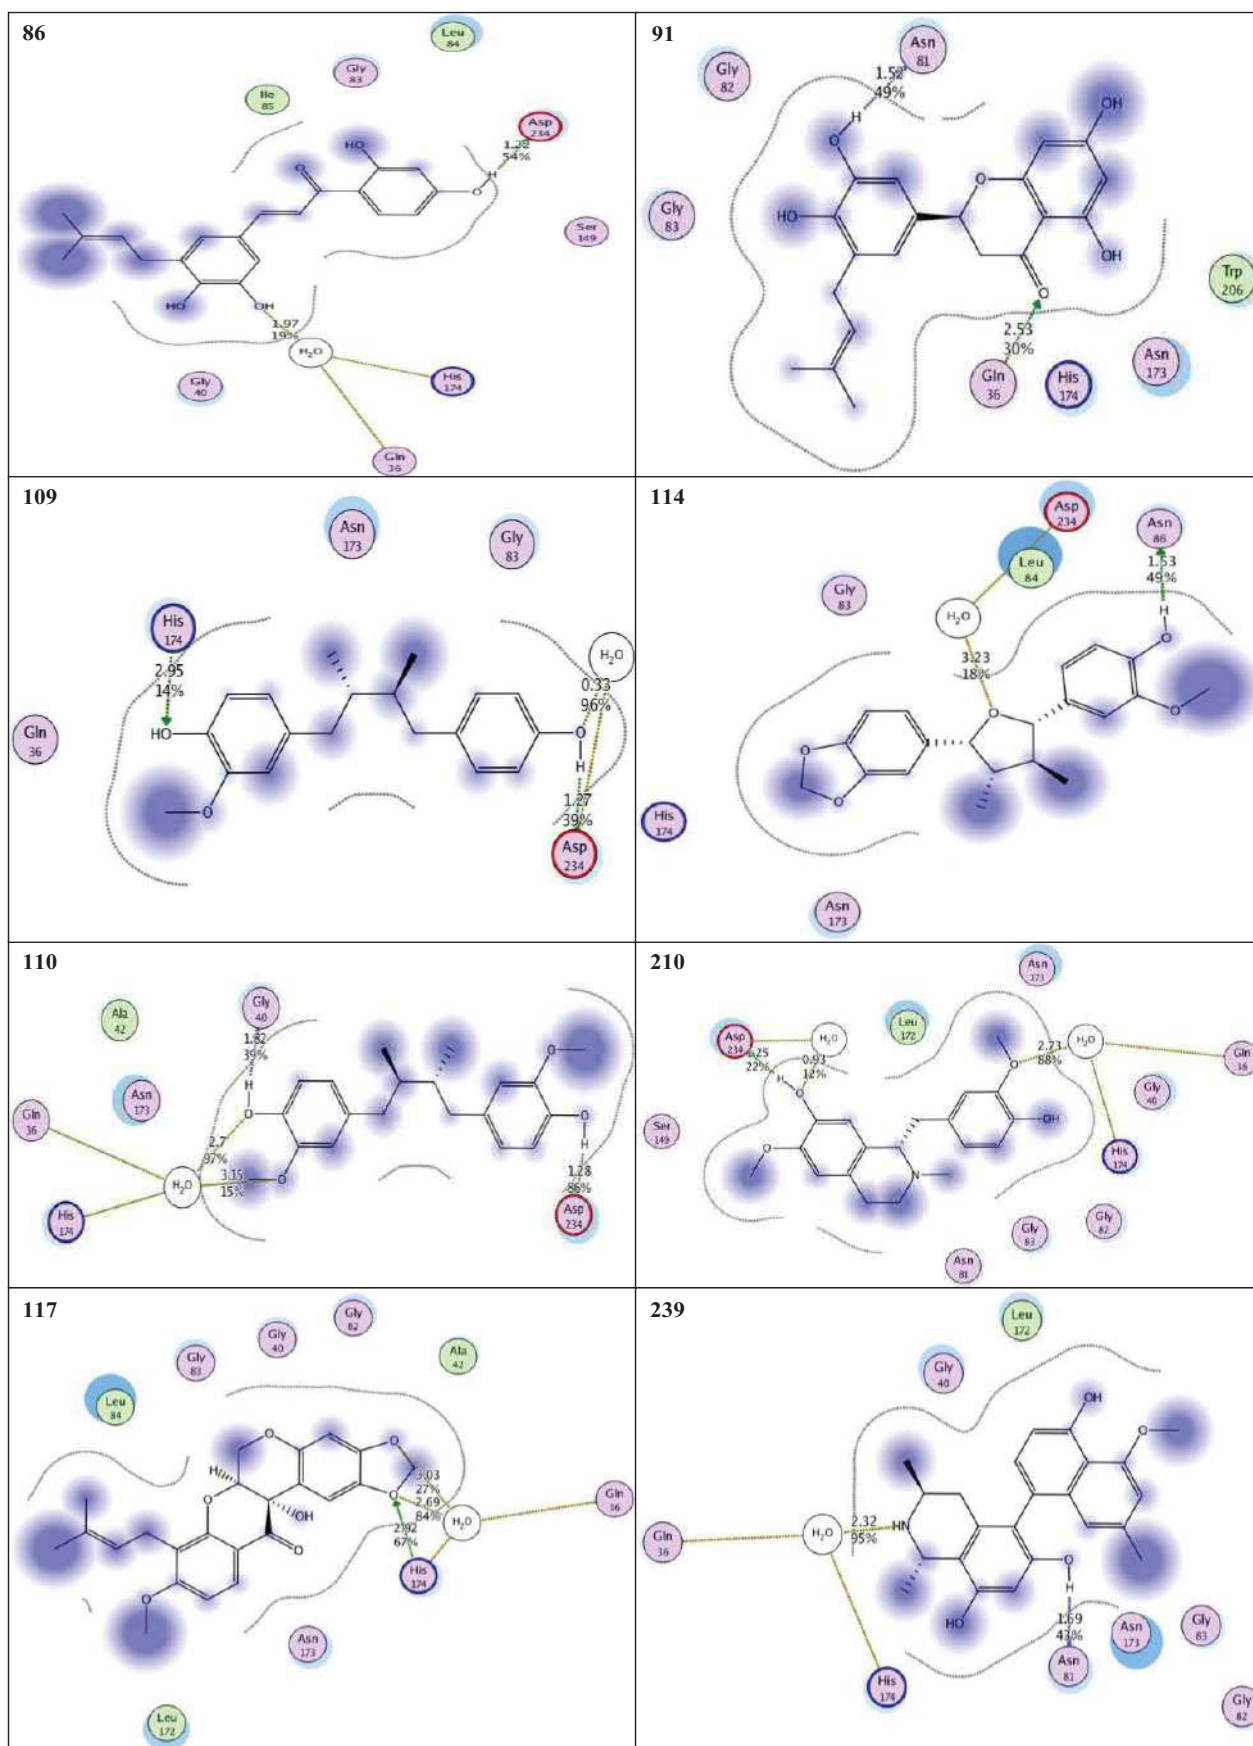 86
Leu
84
Gly
83
Ile
85
Asp
234
1.22
54%
HO
O
H
O
Ser
149
HO
OH
1.97
19%
H₂O
Gly
40
His
174
Gln
36
91
Asn
81
Gly
82
1.52
49%
H
O
OH
O
Gly
83
HO
OH
O
Trp
206
2.53
30%
Gln
36
His
174
Asn
173
109
Asn
173
Gly
83
His
174
H₂O
2.95
14%
0.33
96%
Gln
36
HO
O
H
O
1.27
39%
Asp
234
114
Asp
234
Asn
86
Leu
84
1.53
49%
Gly
83
H₂O
H
O
3.23
18%
O
O
O
O
His
174
Asn
173
110
Ala
42
Gly
40
1.82
39%
H
O
Asn
173
Gln
36
2.7
97%
3.15
15%
H₂O
O
O
OH
H
1.28
86%
His
174
Asp
234
210
Asn
173
Asp
234
H₂O
Leu
172
O
2.73
88%
H₂O
Gln
36
22%
0.93
12%
H
O
Gly
40
Ser
149
OH
O
N
His
174
Gly
83
Gly
82
Asn
81
117
Gly
82
Gly
40
Ala
42
Gly
83
Leu
84
O
O
H
O
OH
O
O
O
3.03
27%
2.69
84%
H₂O
Gln
36
2.92
67%
His
174
Asn
173
Leu
172
239
Leu
172
Gly
40
OH
O
Gln
36
H₂O
2.32
95%
HN
O
H
HO
1.69
43%
Asn
173
Gly
83
Asn
81
His
174
Gly
82